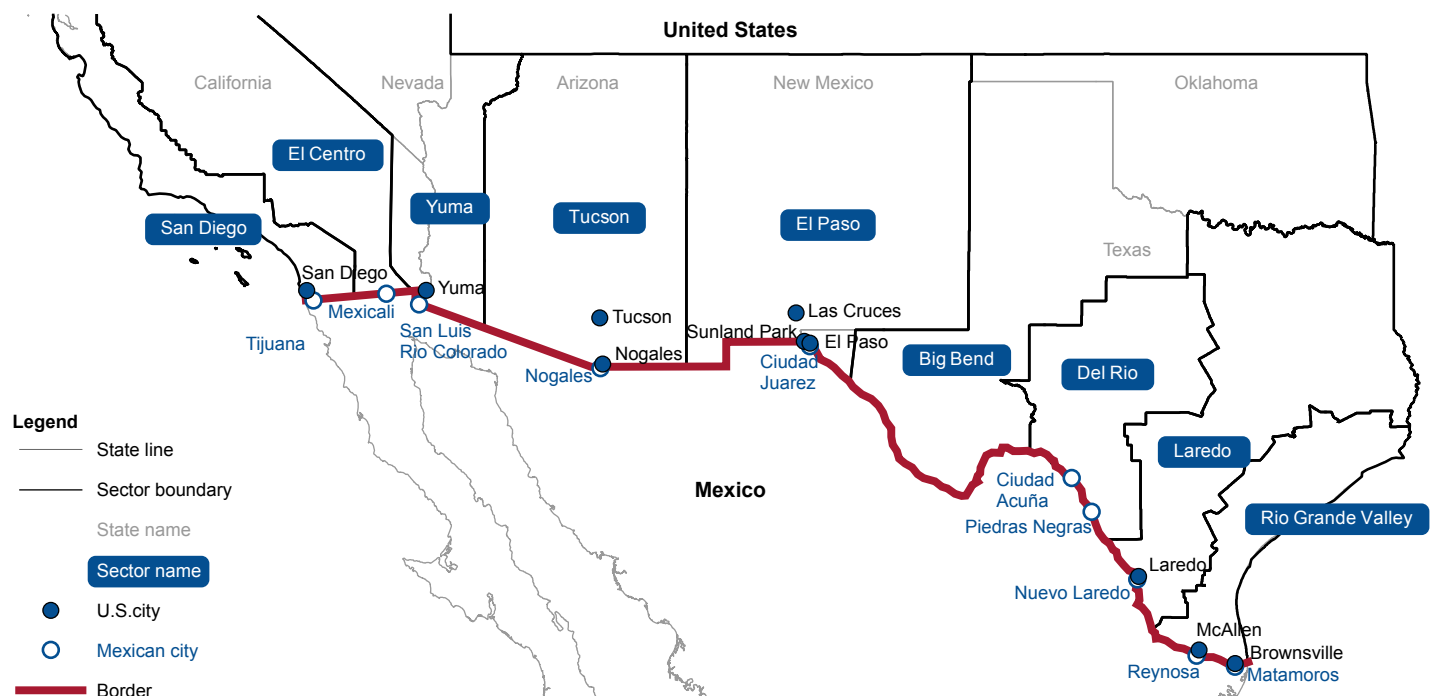 United States
California
Nevada
Arizona
New Mexico
Oklahoma
El Centro
Yuma
Tucson
El Paso
San Diego
Texas
San Diego
Yuma
Mexicali
Tijuana
San Luis
Rio Colorado
Tucson
Nogales
Nogales
Las Cruces
Sunland Park
El Paso
Ciudad
Juarez
Big Bend
Del Rio
Laredo
Rio Grande Valley
Mexico
Ciudad
Acuña
Piedras Negras
Laredo
Nuevo Laredo
McAllen
Reynosa
Brownsville
Matamoros
Legend
State line
Sector boundary
State name
Sector name
U.S.city
Mexican city
Border